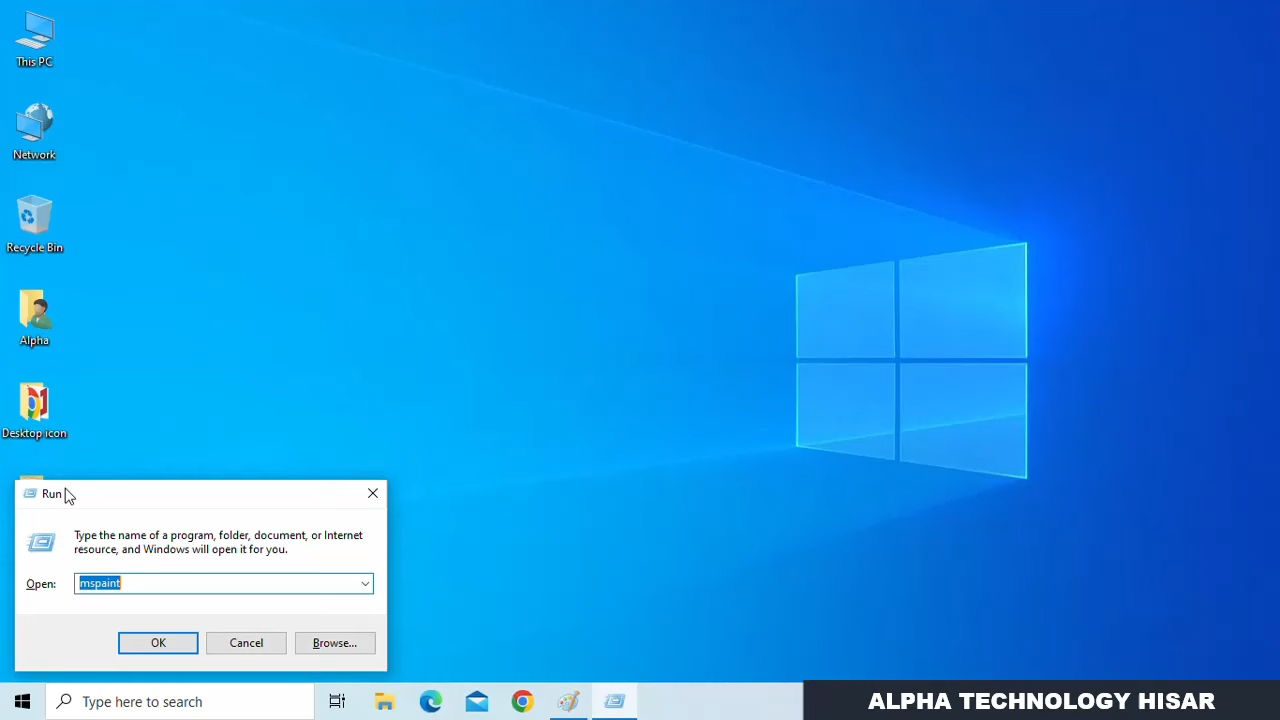 This PC
Network
Recycle Bin
Alpha
Desktop icon
Run
Type the name of a program, folder, document, or Internet
resource, and Windows will open it for you.
Open: mspaint
OK Cancel Browse...
Type here to search
ALPHA TECHNOLOGY HISAR